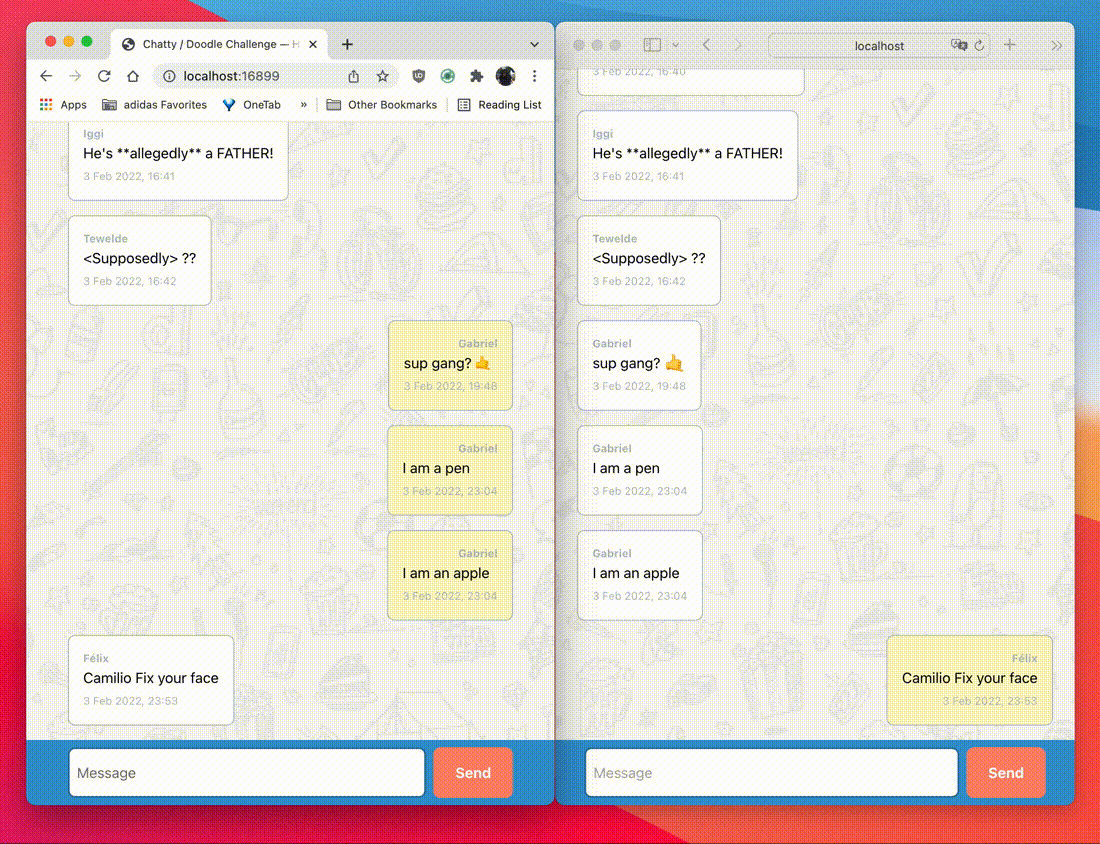 Chatty / Doodle Challenge — H
localhost:16899
Apps
adidas Favorites
OneTab
»
Other Bookmarks
Reading List
Iggi
He's **allegedly** a FATHER!
3 Feb 2022, 16:41
Tewelde
<Supposedly> ??
3 Feb 2022, 16:42
Gabriel
sup gang? 🤙
3 Feb 2022, 19:48
Gabriel
I am a pen
3 Feb 2022, 23:04
Gabriel
I am an apple
3 Feb 2022, 23:04
Félix
Camilio Fix your face
3 Feb 2022, 23:53
Message
Send
localhost
»
3 Feb 2022, 16:40
Iggi
He's **allegedly** a FATHER!
3 Feb 2022, 16:41
Tewelde
<Supposedly> ??
3 Feb 2022, 16:42
Gabriel
sup gang? 🤙
3 Feb 2022, 19:48
Gabriel
I am a pen
3 Feb 2022, 23:04
Gabriel
I am an apple
3 Feb 2022, 23:04
Félix
Camilio Fix your face
3 Feb 2022, 23:53
Message
Send